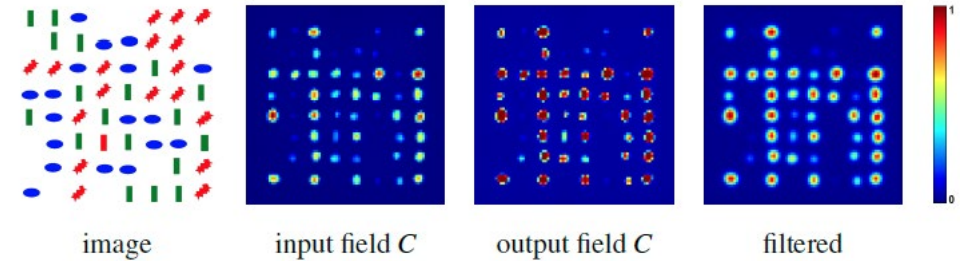 1
0
image
input field C
output field C
filtered